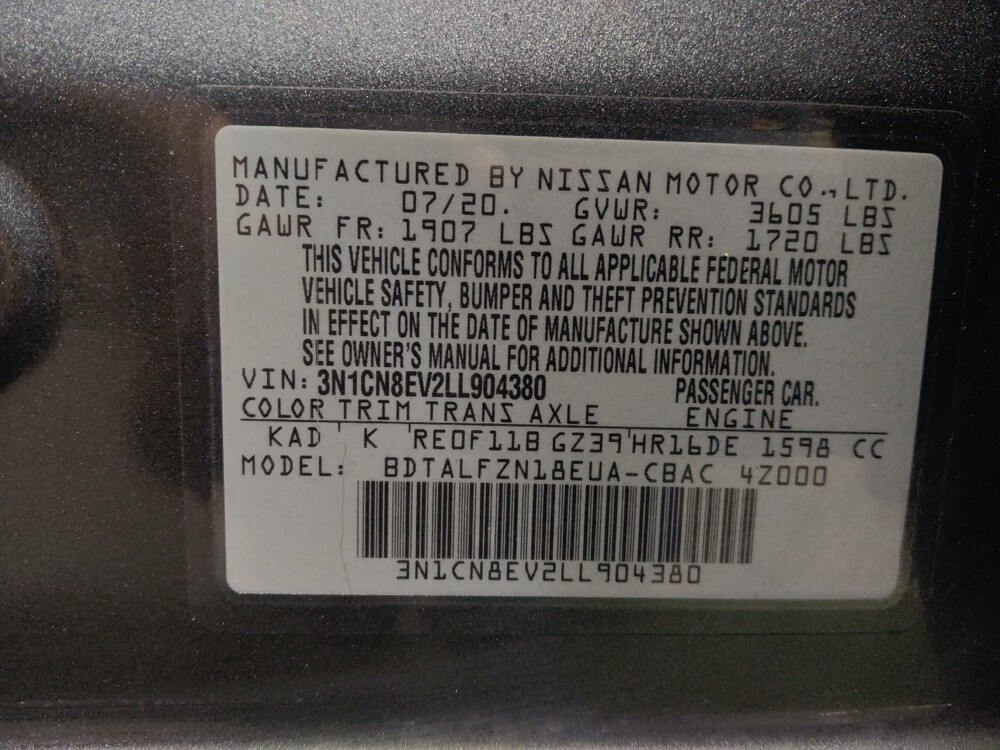 MANUFACTURED BY NISSAN MOTOR CO., LTD.
DATE: 07/20. GVWR: 3605 LBS
GAWR FR: 1907 LBS GAWR RR: 1720 LBS
THIS VEHICLE CONFORMS TO ALL APPLICABLE FEDERAL MOTOR
VEHICLE SAFETY, BUMPER AND THEFT PREVENTION STANDARDS
IN EFFECT ON THE DATE OF MANUFACTURE SHOWN ABOVE.
SEE OWNER'S MANUAL FOR ADDITIONAL INFORMATION.
VIN: 3N1CN8EV2LL904380 PASSENGER CAR.
COLOR TRIM TRANS AXLE ENGINE
KAD ' K 'RE0F11B GZ39'HR16DE 1598 CC
MODEL: BDTALFZN18EUA-CBAC 4Z000
3N1CN8EV2LL904380